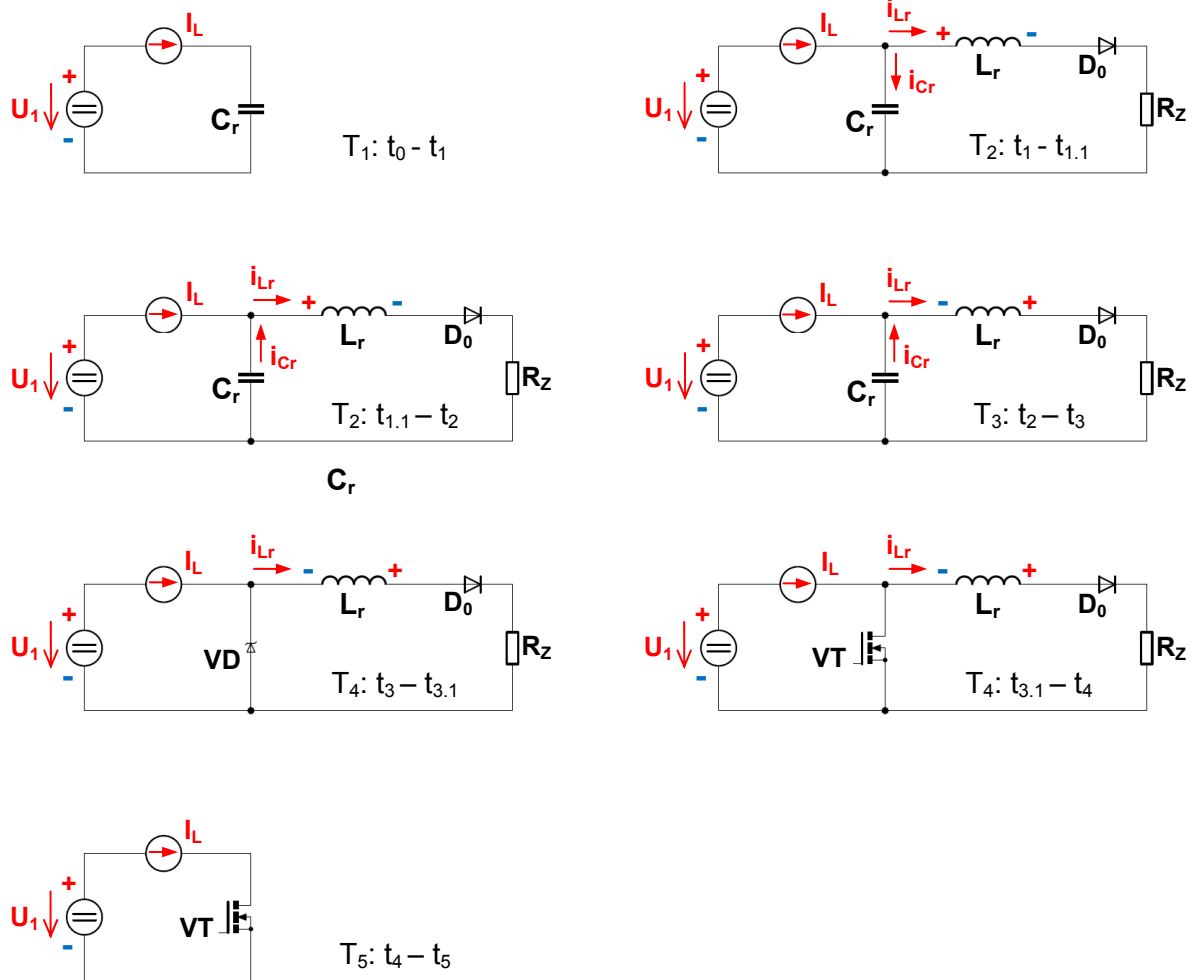 I_L
+
U_1
-
C_r
T_1: t_0 - t_1
i_Lr
I_L
+ -
L_r
D_0
+
U_1
-
i_Cr
C_r
R_Z
T_2: t_1 - t_1.1
i_Lr
I_L
+ -
L_r
D_0
+
U_1
-
i_Cr
C_r
R_Z
T_2: t_1.1 – t_2
C_r
i_Lr
I_L
- +
L_r
D_0
+
U_1
-
i_Cr
C_r
R_Z
T_3: t_2 – t_3
i_Lr
I_L
- +
L_r
D_0
+
U_1
-
VD
R_Z
T_4: t_3 – t_3.1
i_Lr
I_L
- +
L_r
D_0
+
U_1
-
VT
R_Z
T_4: t_3.1 – t_4
I_L
+
U_1
-
VT
T_5: t_4 – t_5